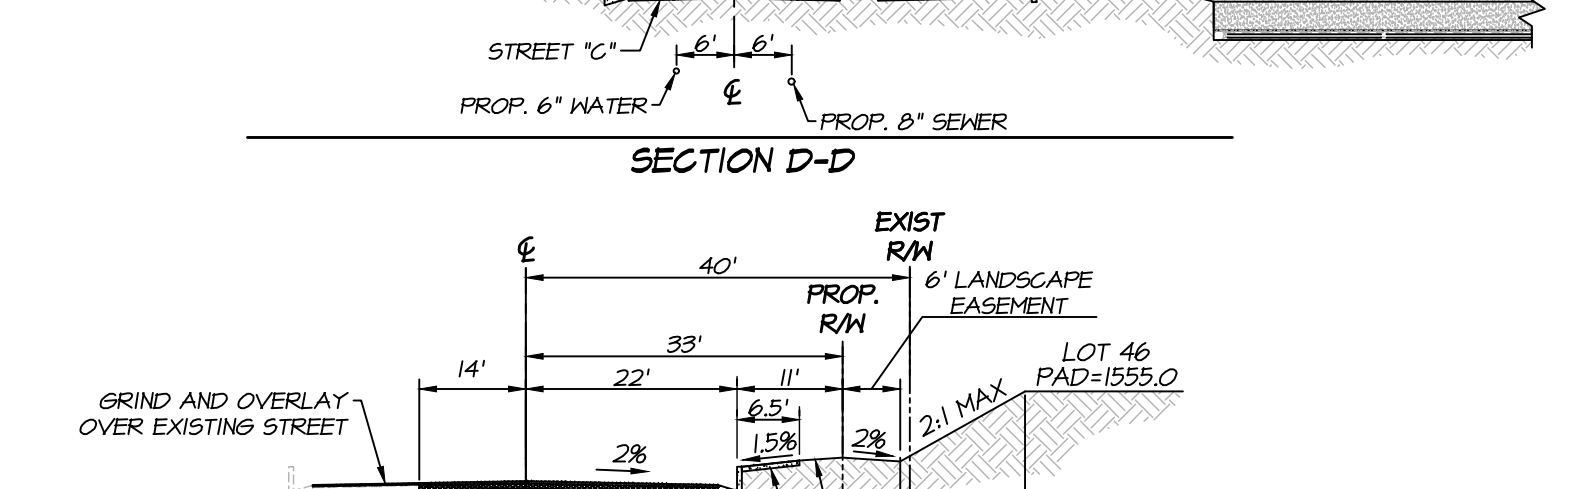 STREET "C"
6' 6'
℄
PROP. 6" WATER
PROP. 8" SEWER
SECTION D-D
EXIST
R/W
℄
40'
6' LANDSCAPE
EASEMENT
PROP.
R/W
33'
LOT 46
PAD=1555.0
14' 22' 11'
GRIND AND OVERLAY
OVER EXISTING STREET
6.5'
2:1 MAX
2% 1.5% 2%